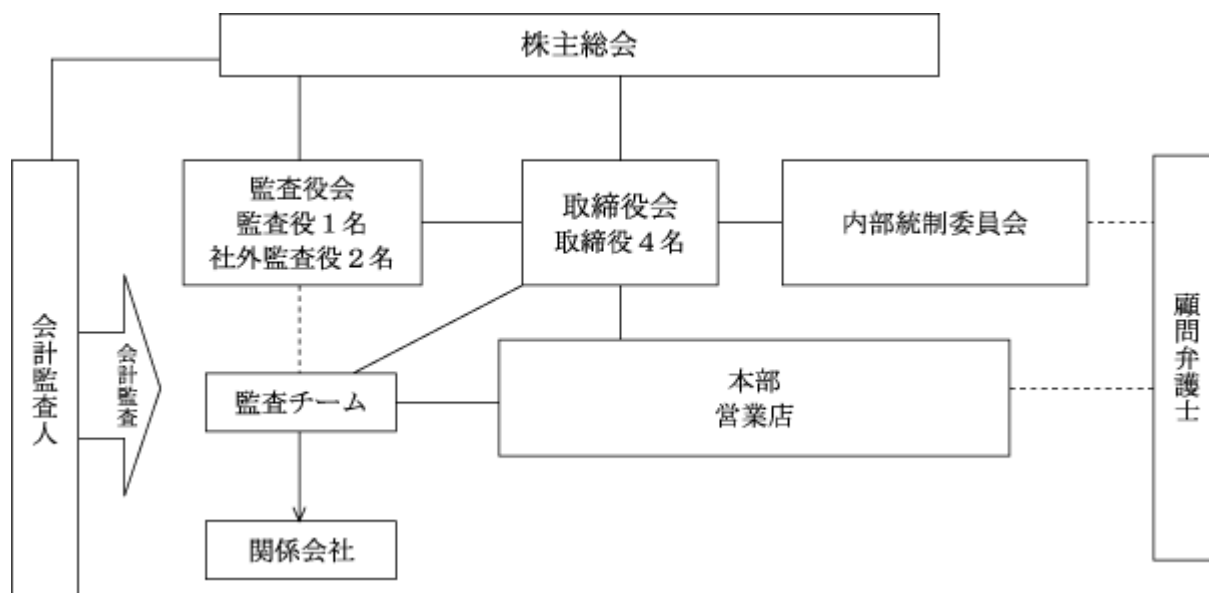 株主総会
監査役会
監査役１名
社外監査役２名
取締役会
取締役４名
内部統制委員会
会計監査人
会計監査
顧問弁護士
監査チーム
本部
営業店
関係会社